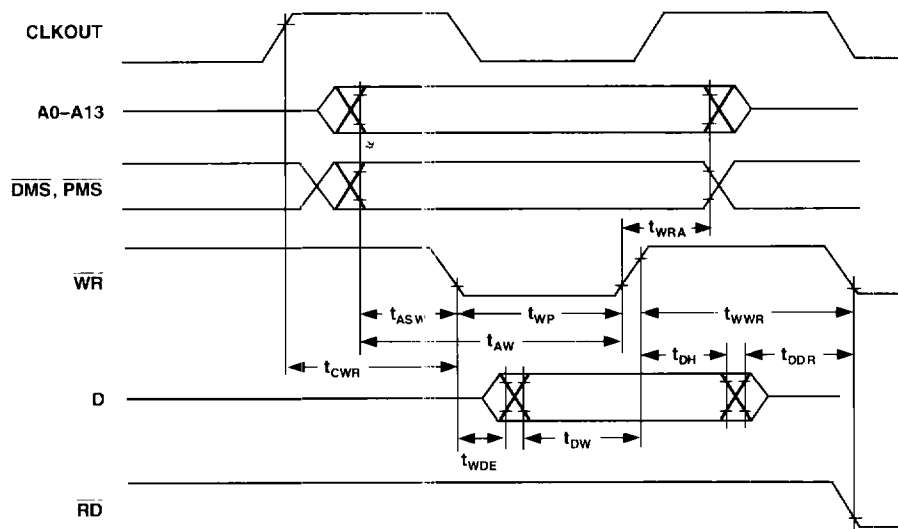 CLKOUT
A0–A13
DMS, PMS
tWRA
WR
tASW
tWP
tWWR
tAW
tDH
tDDR
tCWR
D
tDW
tWDE
RD